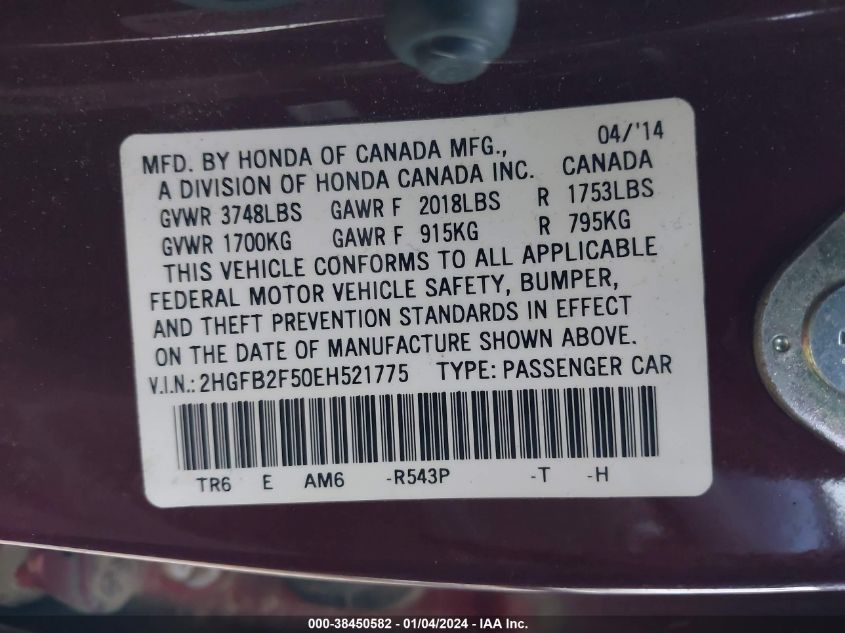 04/'14
MFD. BY HONDA OF CANADA MFG.,
A DIVISION OF HONDA CANADA INC. CANADA
GVWR 3748LBS GAWR F 2018LBS R 1753LBS
GVWR 1700KG GAWR F 915KG R 795KG
THIS VEHICLE CONFORMS TO ALL APPLICABLE
FEDERAL MOTOR VEHICLE SAFETY, BUMPER,
AND THEFT PREVENTION STANDARDS IN EFFECT
ON THE DATE OF MANUFACTURE SHOWN ABOVE.
V.I.N.: 2HGFB2F50EH521775 TYPE: PASSENGER CAR
TR6 E AM6 -R543P -T -H
000-38450582 - 01/04/2024 - IAA Inc.